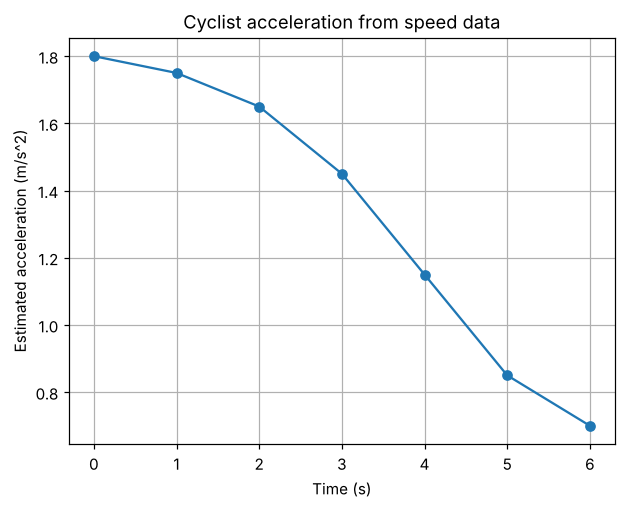 Cyclist acceleration from speed data
Estimated acceleration (m/s^2)
1.8
1.6
1.4
1.2
1.0
0.8
0 1 2 3 4 5 6
Time (s)